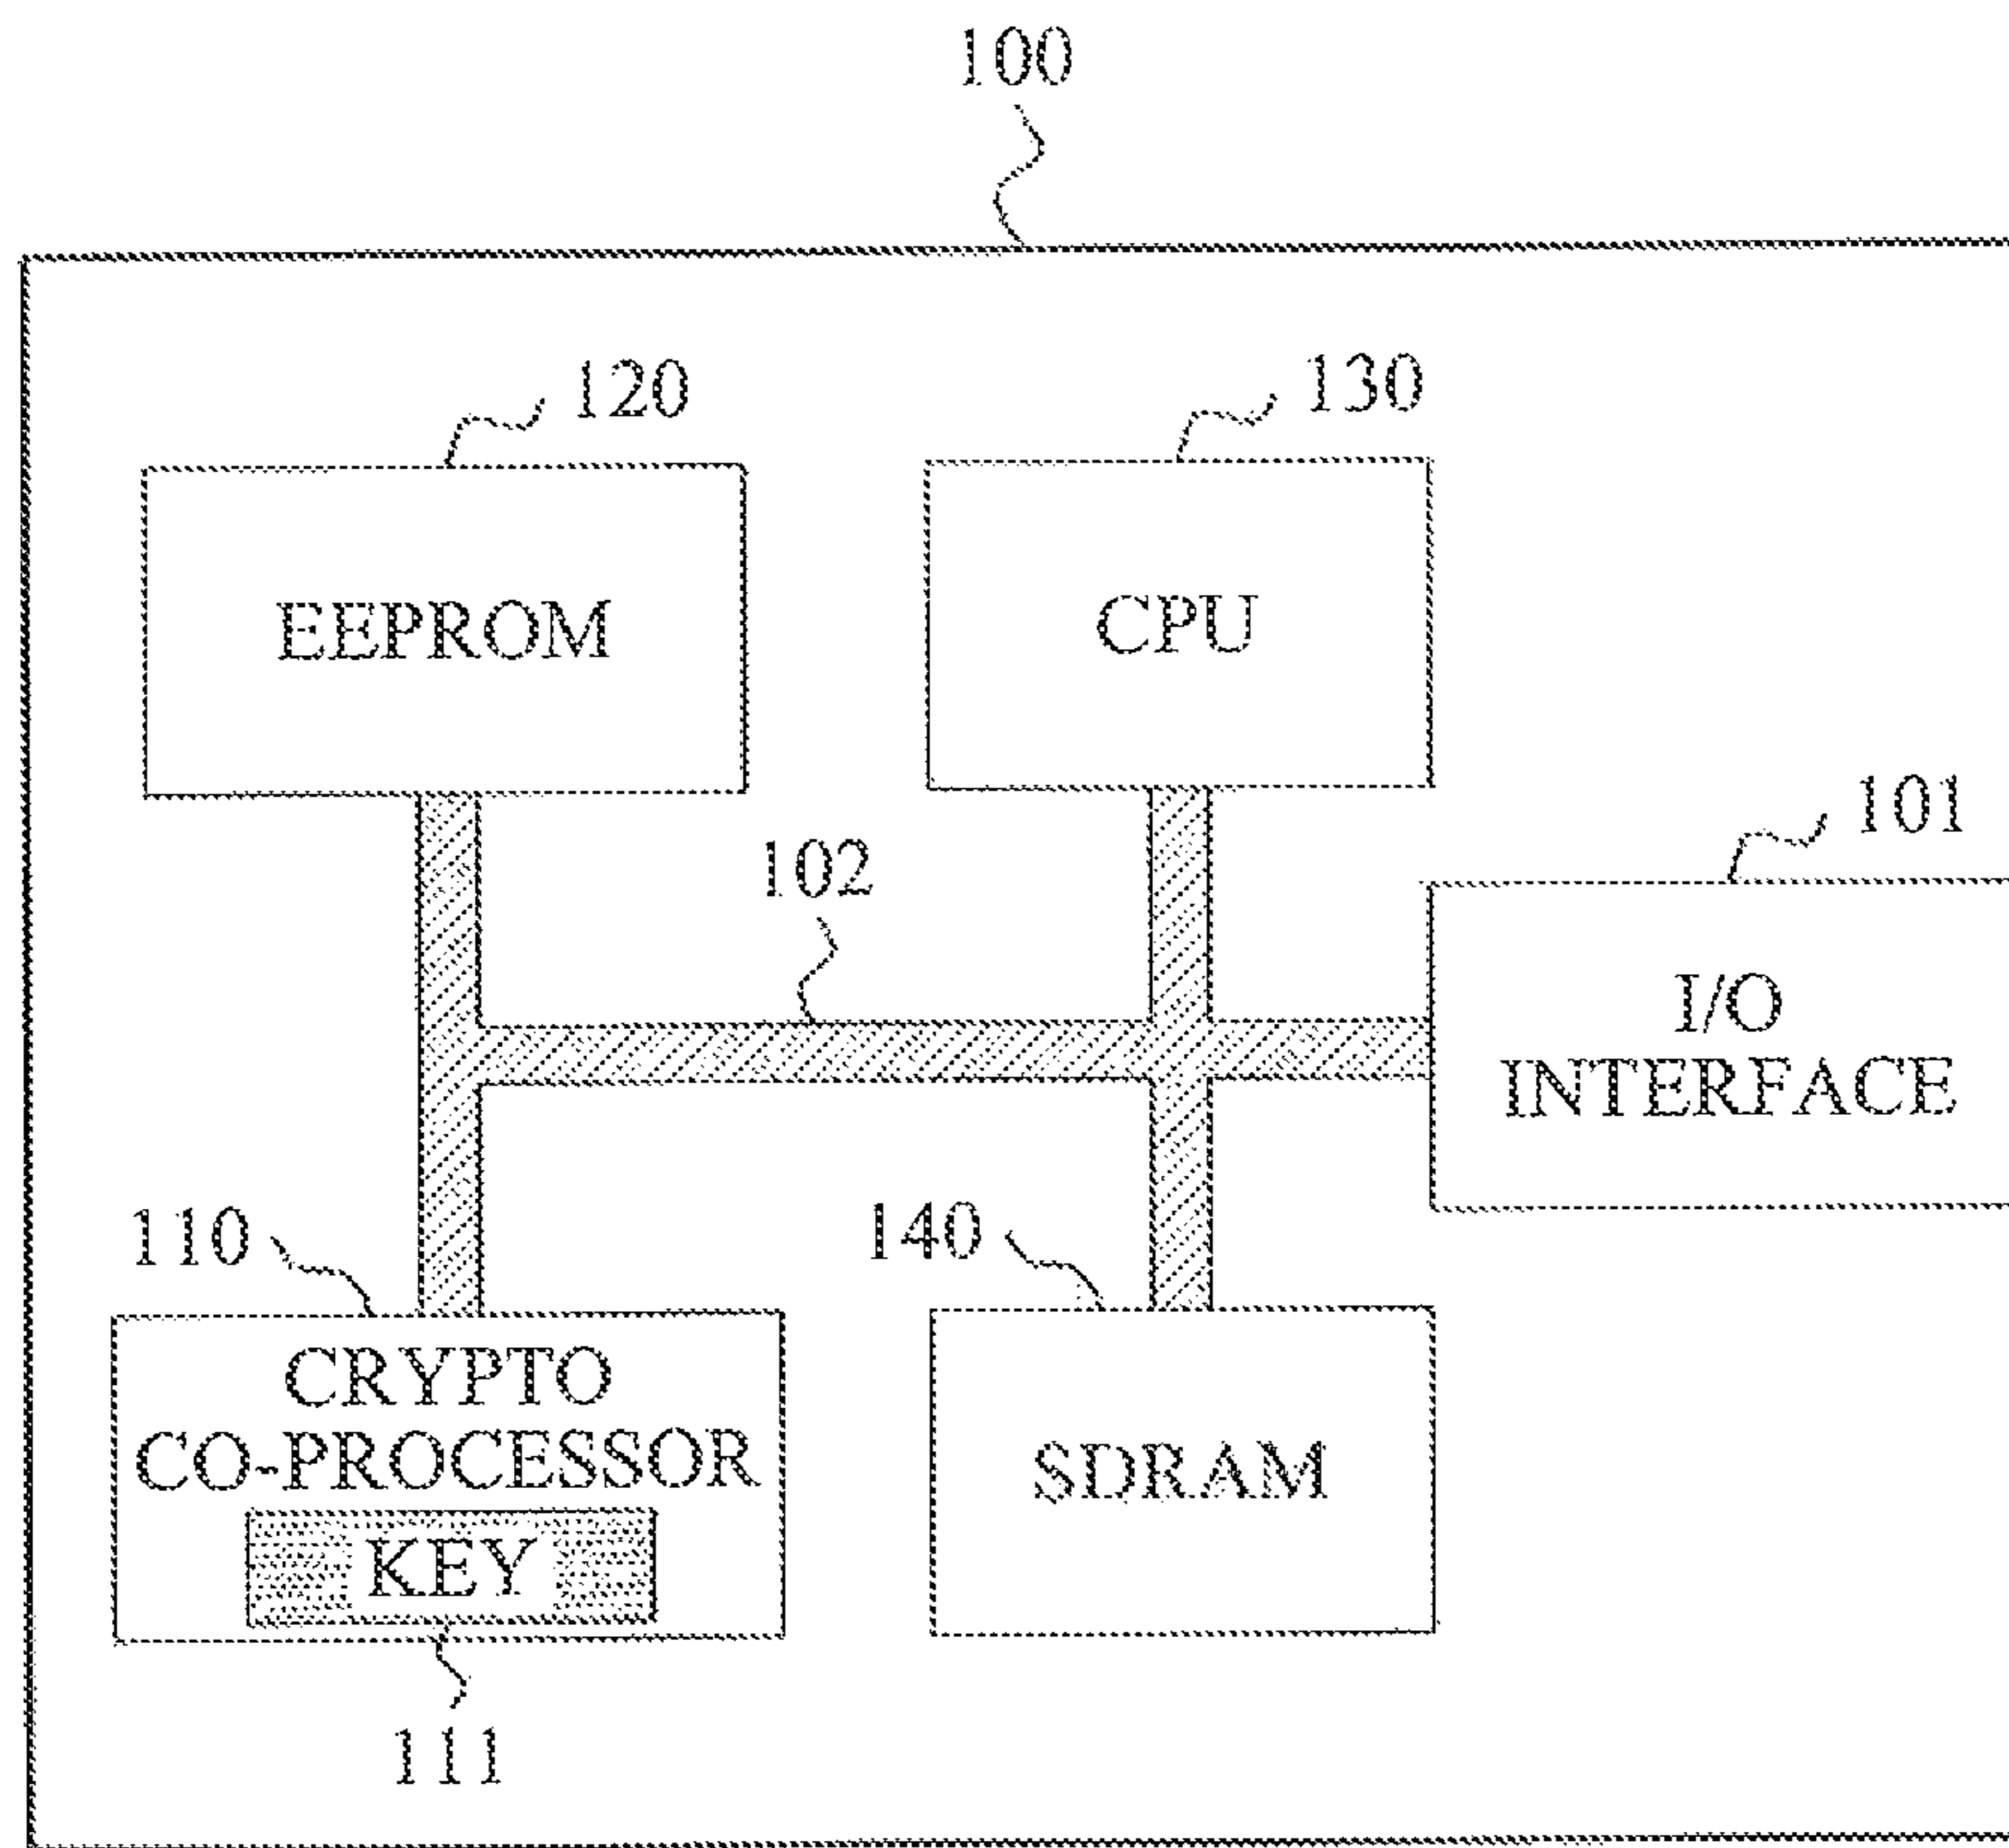 100
120
130
EEPROM
CPU
101
102
I/O
INTERFACE
110
140
CRYPTO
CO-PROCESSOR
KEY
SDRAM
111